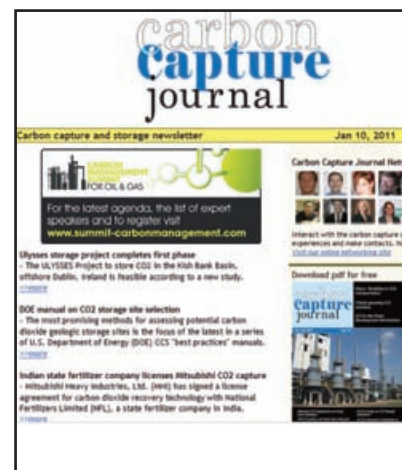 carbon
capture
journal
Carbon capture and storage newsletter
Jan 10, 2011
CARBON
MANAGEMENT
FOR OIL & GAS
For the latest agenda, the list of expert
speakers and to register visit
www.summit-carbonmanagement.com
Ulysses storage project completes first phase
- The ULYSSES Project to store CO2 in the Kish Bank Basin,
offshore Dublin, Ireland is feasible according to a new study.
>>more
DOE manual on CO2 storage site selection
- The most promising methods for assessing potential carbon
dioxide geologic storage sites is the focus of the latest in a series
of U.S. Department of Energy (DOE) CCS "best practices" manuals.
>>more
Indian state fertilizer company licenses Mitsubishi CO2 capture
- Mitsubishi Heavy Industries, Ltd. (MHI) has signed a license
agreement for carbon dioxide recovery technology with National
Fertilizers Limited (NFL), a state fertilizer company in India.
>>more
Carbon Capture Journal Net
Interact with the carbon capture
experiences and make contacts.
Visit our online networking site
Download pdf for free
capture
journal